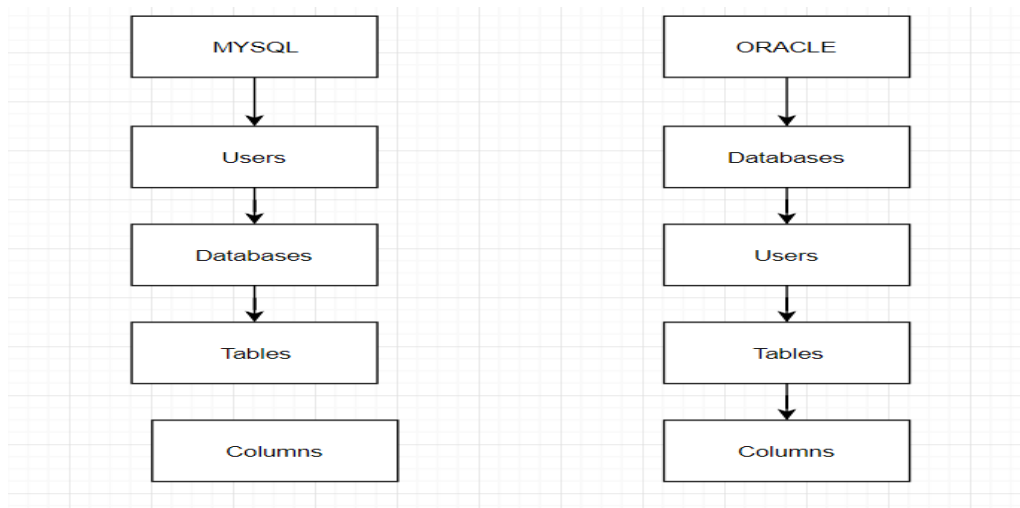 MYSQL
Users
Databases
Tables
Columns
ORACLE
Databases
Users
Tables
Columns